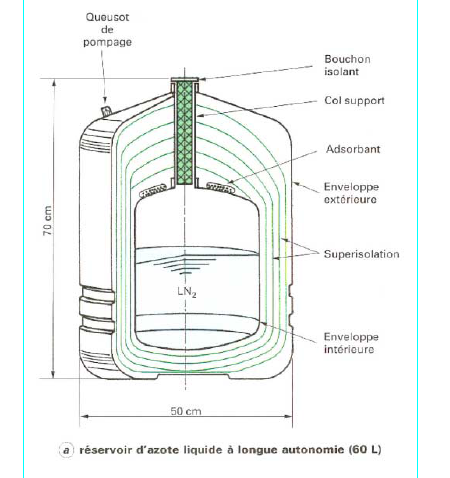 Queusot
de
pompage
Bouchon
isolant
Col support
Adsorbant
Enveloppe
extérieure
70 cm
Superisolation
LN₂
Enveloppe
intérieure
50 cm
a réservoir d'azote liquide à longue autonomie (60 L)